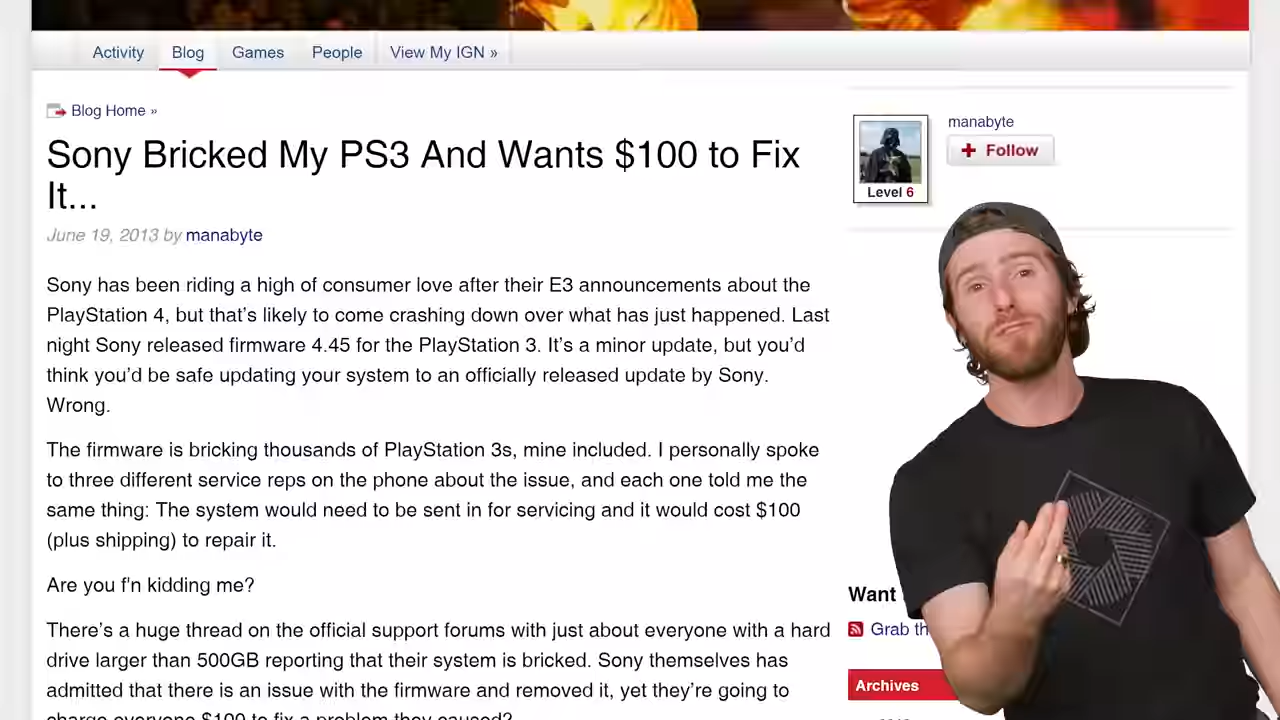 Activity Blog Games People View My IGN »
Blog Home »
Sony Bricked My PS3 And Wants $100 to Fix
It...
June 19, 2013 by manabyte
Sony has been riding a high of consumer love after their E3 announcements about the
PlayStation 4, but that’s likely to come crashing down over what has just happened. Last
night Sony released firmware 4.45 for the PlayStation 3. It’s a minor update, but you’d
think you’d be safe updating your system to an officially released update by Sony.
Wrong.
The firmware is bricking thousands of PlayStation 3s, mine included. I personally spoke
to three different service reps on the phone about the issue, and each one told me the
same thing: The system would need to be sent in for servicing and it would cost $100
(plus shipping) to repair it.
Are you f'n kidding me?
There’s a huge thread on the official support forums with just about everyone with a hard
drive larger than 500GB reporting that their system is bricked. Sony themselves has
admitted that there is an issue with the firmware and removed it, yet they’re going to
charge everyone $100 to fix a problem they caused?
manabyte
+ Follow
Level 6
Want
Grab th
Archives